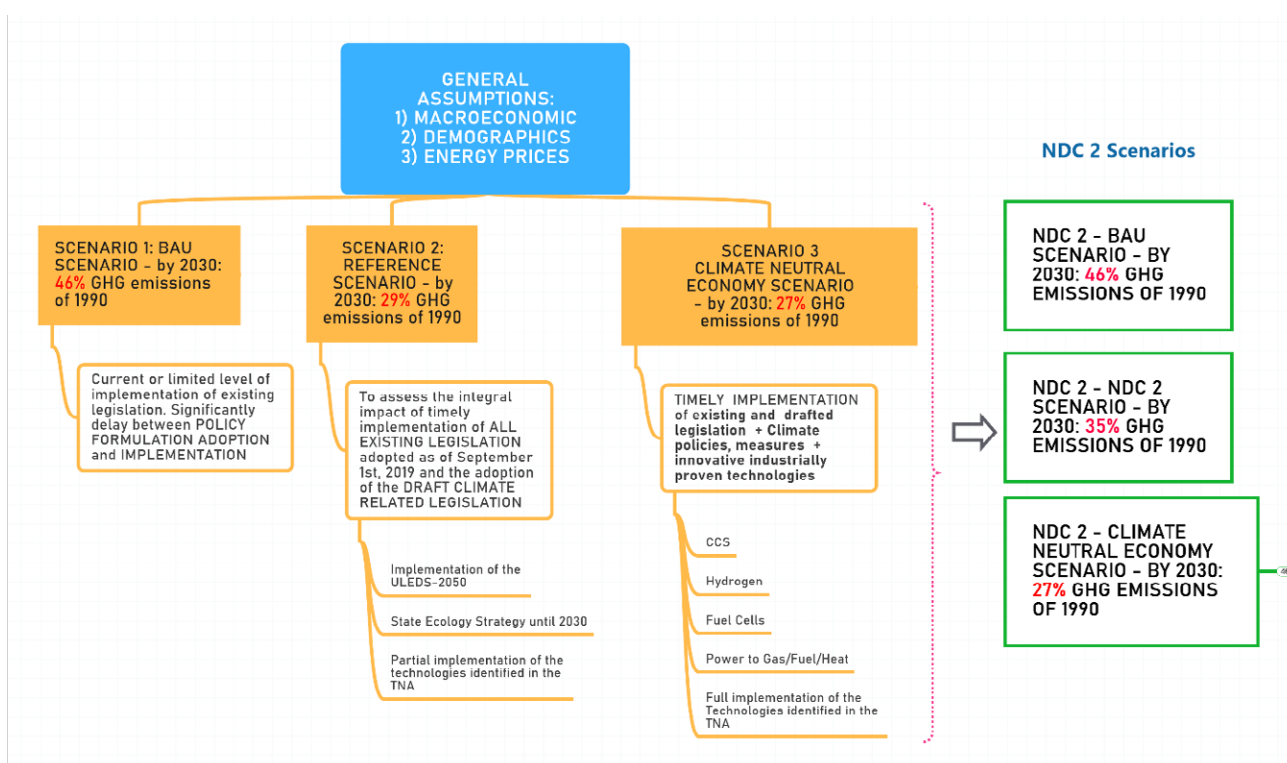 GENERAL
ASSUMPTIONS:
1) MACROECONOMIC
2) DEMOGRAPHICS
3) ENERGY PRICES
SCENARIO 1: BAU
SCENARIO - by 2030:
46% GHG emissions
of 1990
Current or limited level of
implementation of existing
legislation. Significantly
delay between POLICY
FORMULATION ADOPTION
and IMPLEMENTATION
SCENARIO 2:
REFERENCE
SCENARIO - by
2030: 29% GHG
emissions of 1990
To assess the integral
impact of timely
implementation of ALL
EXISTING LEGISLATION
adopted as of September
1st, 2019 and the adoption
of the DRAFT CLIMATE
RELATED LEGISLATION
Implementation of the
ULEDS-2050
State Ecology Strategy until 2030
Partial implementation of the
technologies identified in the
TNA
SCENARIO 3
CLIMATE NEUTRAL
ECONOMY SCENARIO
- by 2030: 27% GHG
emissions of 1990
TIMELY IMPLEMENTATION
of existing and drafted
legislation + Climate
policies, measures +
innovative industrially
proven technologies
CCS
Hydrogen
Fuel Cells
Power to Gas/Fuel/Heat
Full implementation of the
Technologies identified in the
TNA
NDC 2 Scenarios
NDC 2 - BAU
SCENARIO - BY
2030: 46% GHG
EMISSIONS OF 1990
NDC 2 - NDC 2
SCENARIO - BY
2030: 35% GHG
EMISSIONS OF 1990
NDC 2 - CLIMATE
NEUTRAL ECONOMY
SCENARIO - BY 2030:
27% GHG EMISSIONS
OF 1990